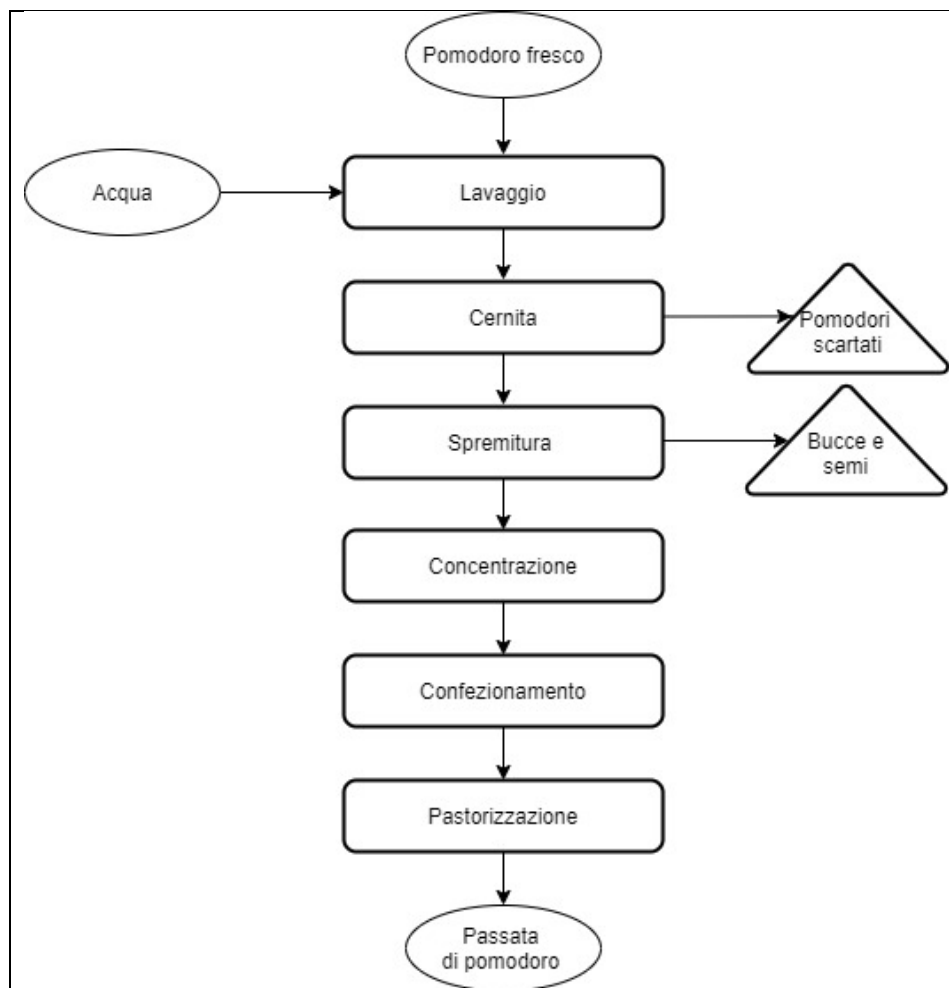 Pomodoro fresco
Acqua
Lavaggio
Cernita
Pomodori
scartati
Spremitura
Bucce e
semi
Concentrazione
Confezionamento
Pastorizzazione
Passata
di pomodoro